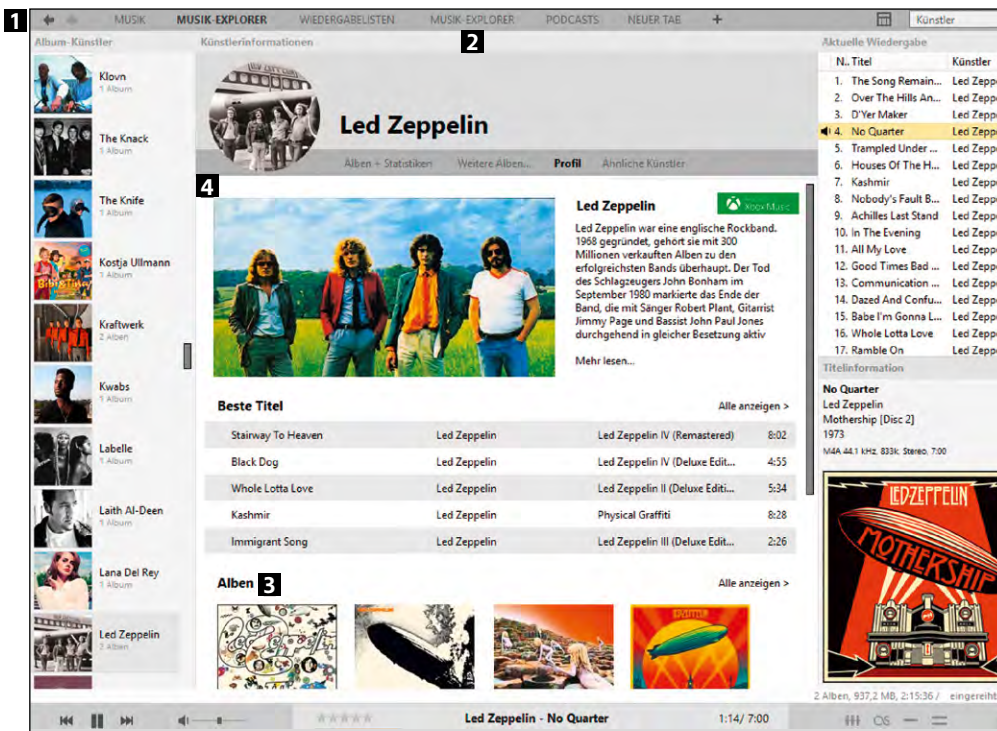 1
MUSIK
MUSIK-EXPLORER
WIEDERGABELISTEN
MUSIK-EXPLORER
PODCASTS
NEUER TAB
+
Künstler
2
Album-Künstler
Klovn
1 Album
The Knack
1 Album
The Knife
1 Album
Kostja Ullmann
1 Album
Bibi & Tina
Kraftwerk
2 Alben
Kwabs
1 Album
Labelle
1 Album
Laith Al-Deen
1 Album
Lana Del Rey
1 Album
Led Zeppelin
2 Alben
Künstlerinformationen
LED ZEPPELIN
Led Zeppelin
Alben + Statistiken
Weitere Alben...
Profil
Ähnliche Künstler
4
Led Zeppelin
Xbox Music
Led Zeppelin war eine englische Rockband.
1968 gegründet, gehört sie mit 300
Millionen verkauften Alben zu den
erfolgreichsten Bands überhaupt. Der Tod
des Schlagzeugers John Bonham im
September 1980 markierte das Ende der
Band, die mit Sänger Robert Plant, Gitarrist
Jimmy Page und Bassist John Paul Jones
durchgehend in gleicher Besetzung aktiv
Mehr lesen...
Beste Titel
Alle anzeigen >
Stairway To Heaven Led Zeppelin Led Zeppelin IV (Remastered) 8:02
Black Dog Led Zeppelin Led Zeppelin IV (Deluxe Edit... 4:55
Whole Lotta Love Led Zeppelin Led Zeppelin II (Deluxe Editi... 5:34
Kashmir Led Zeppelin Physical Graffiti 8:28
Immigrant Song Led Zeppelin Led Zeppelin III (Deluxe Edit... 2:26
Alben
3
Alle anzeigen >
Led Zeppelin
Aktuelle Wiedergabe
N.. Titel Künstler
1. The Song Remain... Led Zepp
2. Over The Hills An... Led Zepp
3. D'Yer Maker Led Zepp
4. No Quarter Led Zepp
5. Trampled Under ... Led Zepp
6. Houses Of The H... Led Zepp
7. Kashmir Led Zepp
8. Nobody's Fault B... Led Zepp
9. Achilles Last Stand Led Zepp
10. In The Evening Led Zepp
11. All My Love Led Zepp
12. Good Times Bad ... Led Zepp
13. Communication ... Led Zepp
14. Dazed And Confu... Led Zepp
15. Babe I'm Gonna L... Led Zepp
16. Whole Lotta Love Led Zepp
17. Ramble On Led Zepp
Titelinformation
No Quarter
Led Zeppelin
Mothership [Disc 2]
1973
M4A 44.1 kHz, 833k, Stereo, 7:00
LED ZEPPELIN
MOTHERSHIP
2 Alben, 937,2 MB, 2:15:36 / eingereiht
Led Zeppelin - No Quarter
1:14/ 7:00
OS